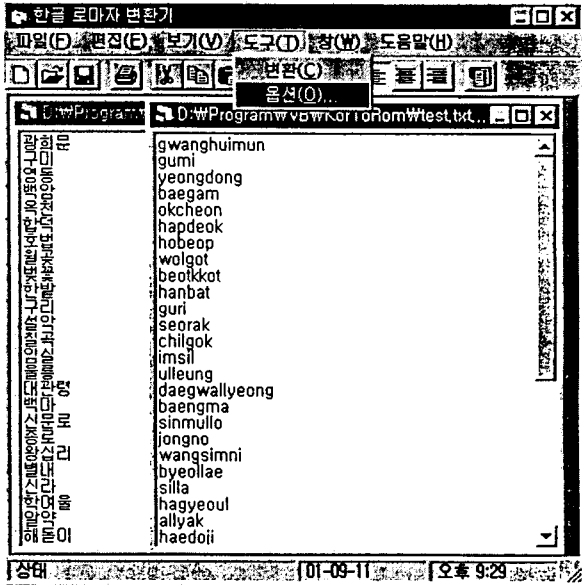 한글 로마자 변환기
파일(F) 편집(E) 보기(V) 도구(T) 창(W) 도움말(H)
변환(C)
옵션(O)...
D:₩Program
D:₩Program₩VB₩KorToRom₩test.txt...
광희문
구미
영동
백암
옥천
합덕
호법
월곶
벚꽃
한밭
구리
설악
칠곡
임실
울릉
대관령
백마
신문로
종로
왕십리
별내
신라
학여울
알약
해돋이
gwanghuimun
gumi
yeongdong
baegam
okcheon
hapdeok
hobeop
wolgot
beotkkot
hanbat
guri
seorak
chilgok
imsil
ulleung
daegwallyeong
baengma
sinmullo
jongno
wangsimni
byeollae
silla
hagyeoul
allyak
haedoji
상태
01-09-11
오후 9:29